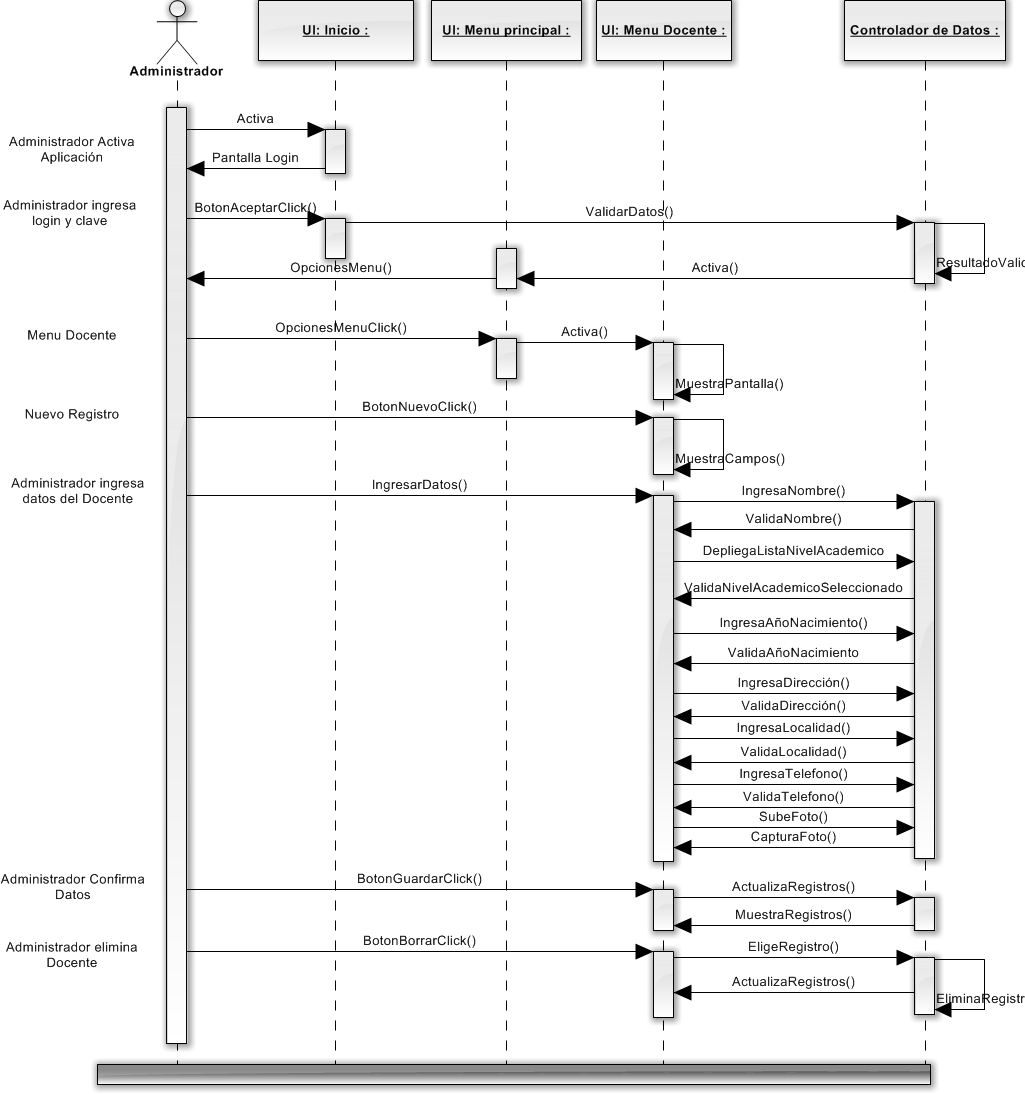 UI: Inicio :
UI: Menu principal :
UI: Menu Docente :
Controlador de Datos :
Administrador
Activa
Administrador Activa
Aplicación
Pantalla Login
Administrador ingresa
login y clave
BotonAceptarClick()
ValidarDatos()
ResultadoValid
OpcionesMenu()
Activa()
Menu Docente
OpcionesMenuClick()
Activa()
MuestraPantalla()
Nuevo Registro
BotonNuevoClick()
MuestraCampos()
Administrador ingresa
datos del Docente
IngresarDatos()
IngresaNombre()
ValidaNombre()
DepliegaListaNivelAcademico
ValidaNivelAcademicoSeleccionado
IngresaAñoNacimiento()
ValidaAñoNacimiento
IngresaDirección()
ValidaDirección()
IngresaLocalidad()
ValidaLocalidad()
IngresaTelefono()
ValidaTelefono()
SubeFoto()
CapturaFoto()
Administrador Confirma
Datos
BotonGuardarClick()
ActualizaRegistros()
MuestraRegistros()
Administrador elimina
Docente
BotonBorrarClick()
EligeRegistro()
ActualizaRegistros()
EliminaRegistr